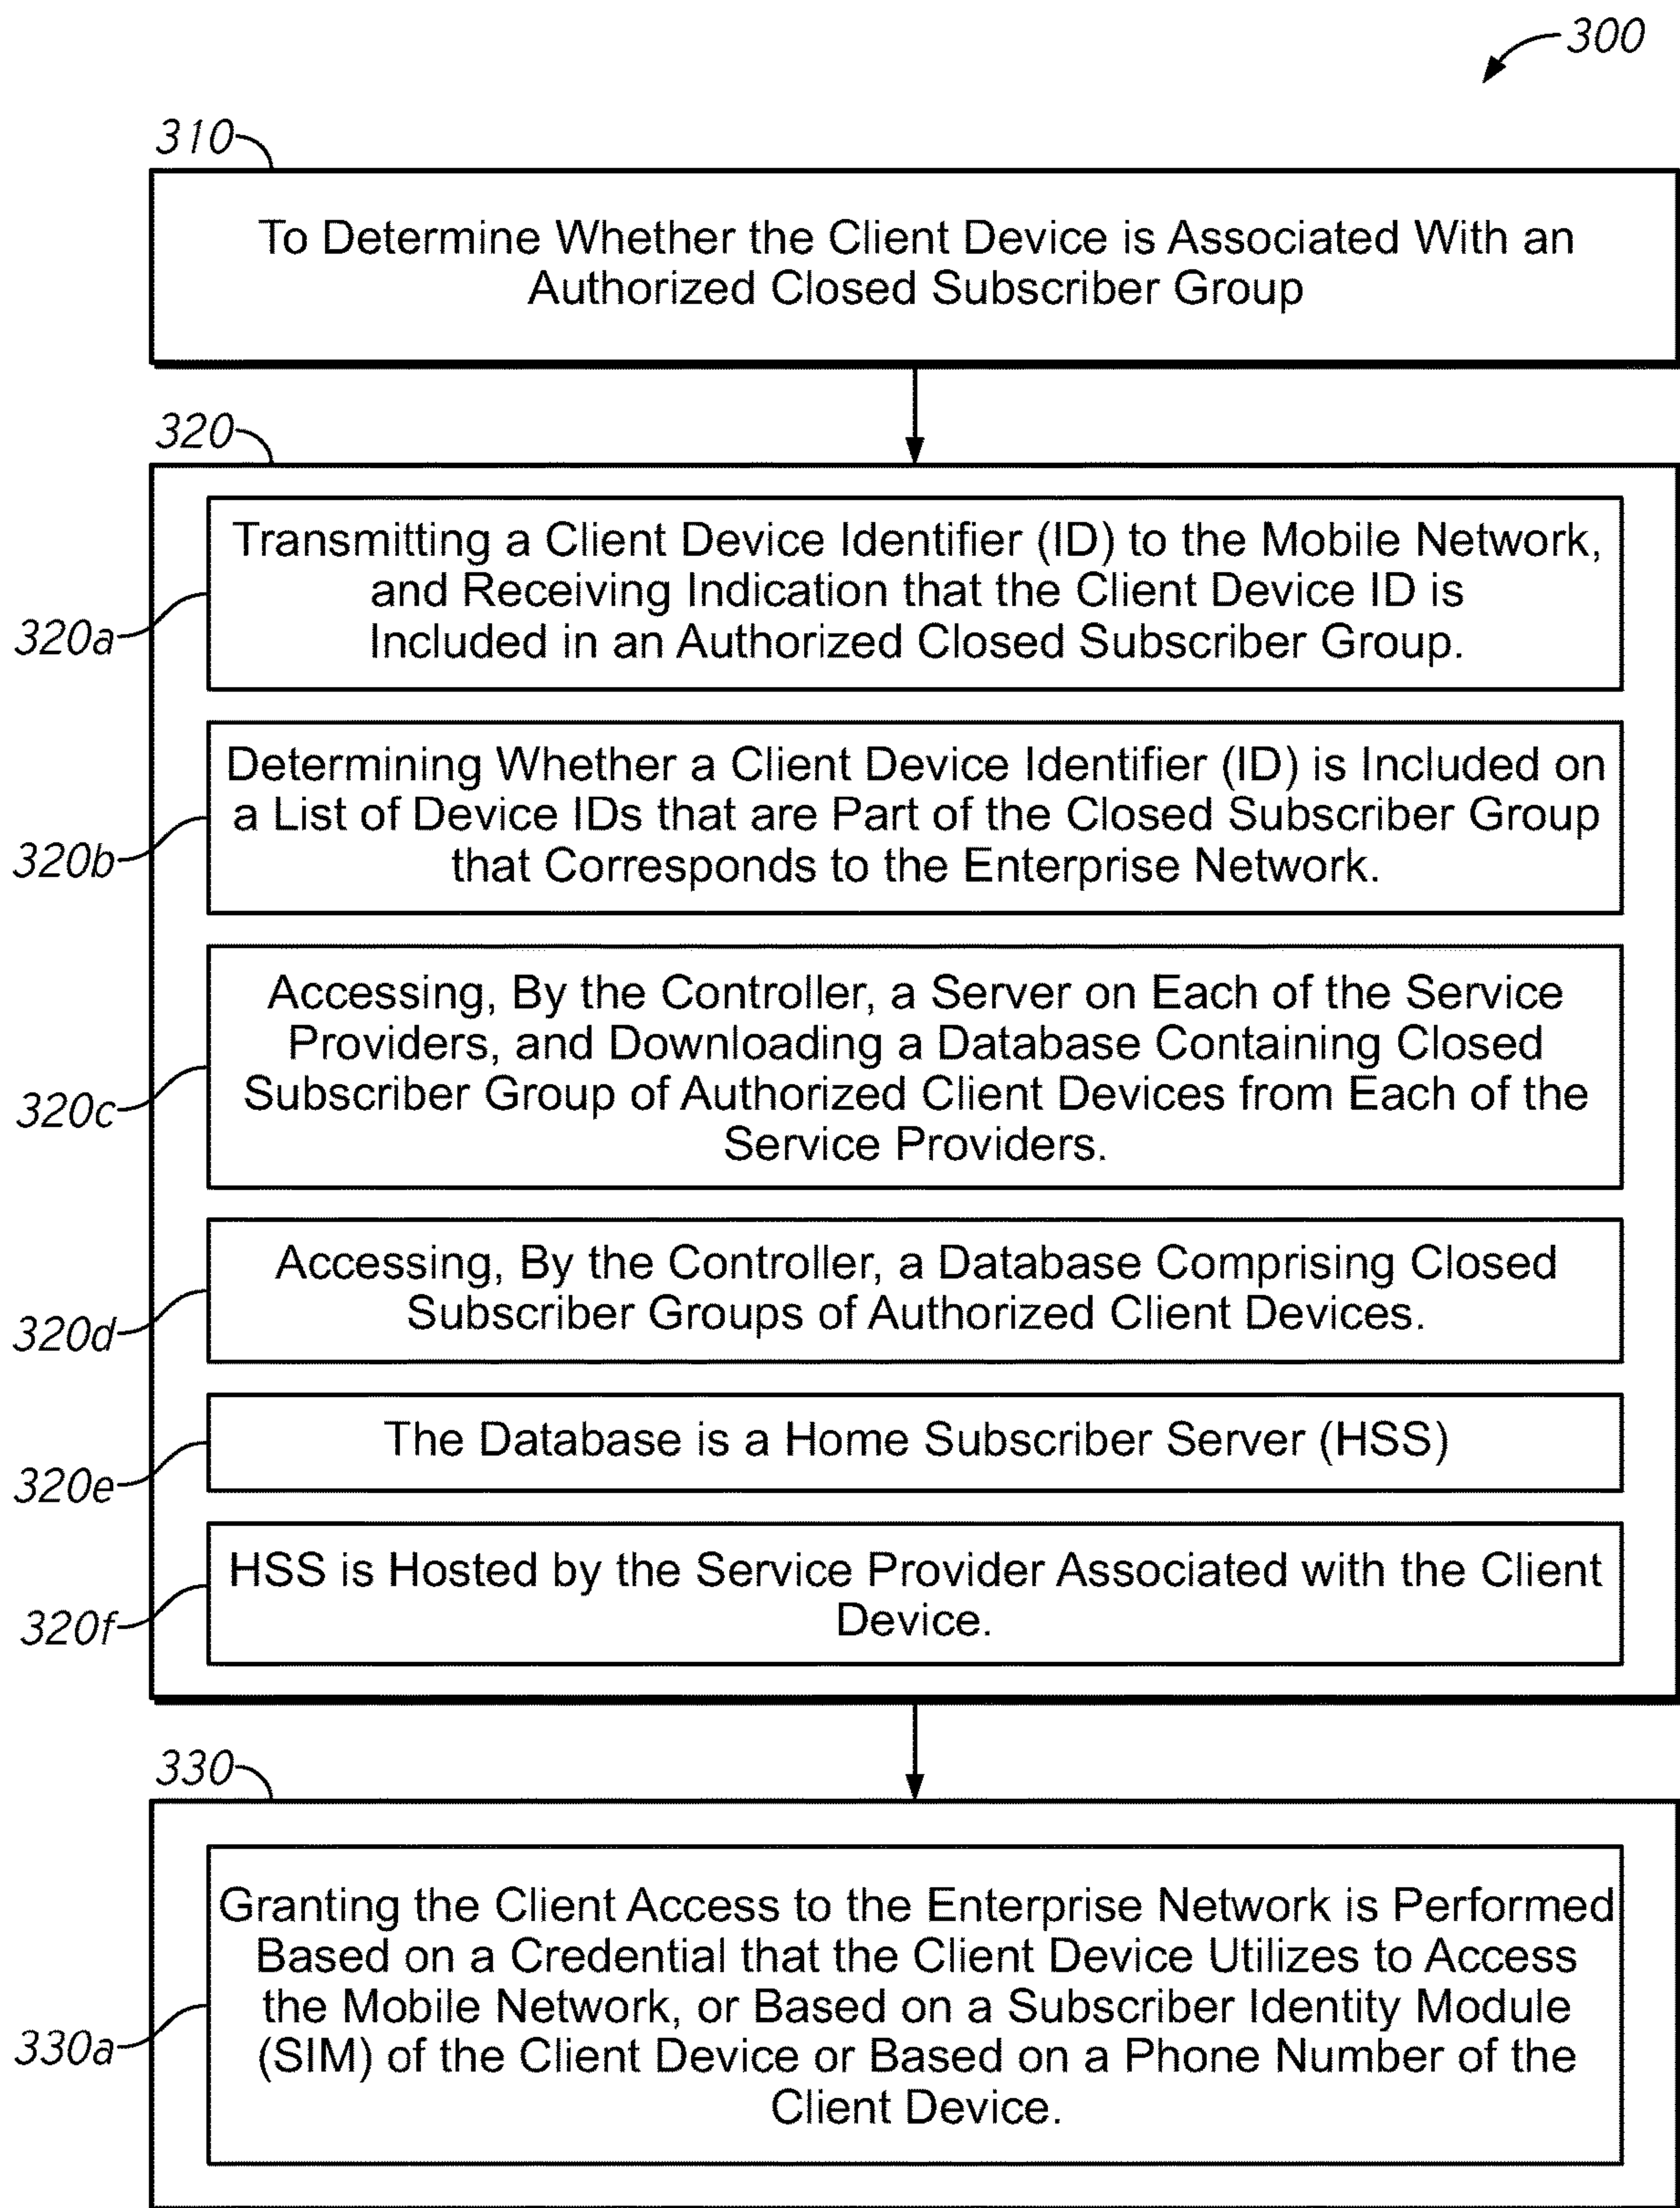 300
310
To Determine Whether the Client Device is Associated With an
Authorized Closed Subscriber Group
320
320a
Transmitting a Client Device Identifier (ID) to the Mobile Network,
and Receiving Indication that the Client Device ID is
Included in an Authorized Closed Subscriber Group.
320b
Determining Whether a Client Device Identifier (ID) is Included on
a List of Device IDs that are Part of the Closed Subscriber Group
that Corresponds to the Enterprise Network.
320c
Accessing, By the Controller, a Server on Each of the Service
Providers, and Downloading a Database Containing Closed
Subscriber Group of Authorized Client Devices from Each of the
Service Providers.
320d
Accessing, By the Controller, a Database Comprising Closed
Subscriber Groups of Authorized Client Devices.
320e
The Database is a Home Subscriber Server (HSS)
320f
HSS is Hosted by the Service Provider Associated with the Client
Device.
330
330a
Granting the Client Access to the Enterprise Network is Performed
Based on a Credential that the Client Device Utilizes to Access
the Mobile Network, or Based on a Subscriber Identity Module
(SIM) of the Client Device or Based on a Phone Number of the
Client Device.